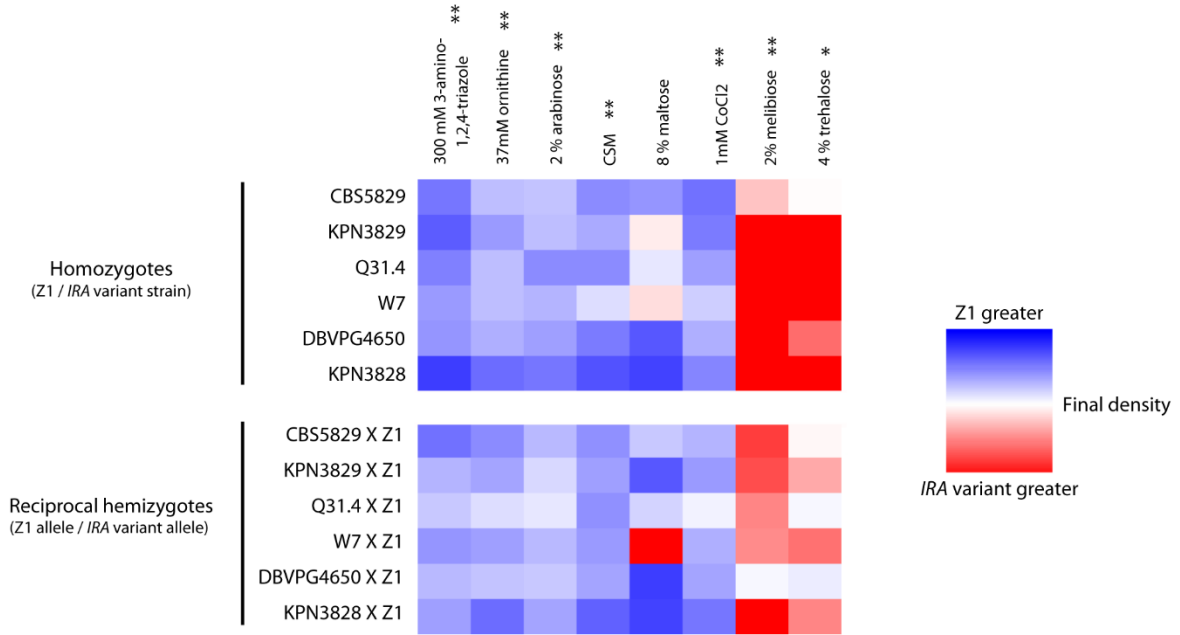 300 mM 3-amino-
1,2,4-triazole **
37mM ornithine **
2 % arabinose **
CSM **
8 % maltose
1mM CoCl2 **
2% melibiose **
4 % trehalose *
Homozygotes
(Z1 / IRA variant strain)
CBS5829
KPN3829
Q31.4
W7
DBVPG4650
KPN3828
Reciprocal hemizygotes
(Z1 allele / IRA variant allele)
CBS5829 X Z1
KPN3829 X Z1
Q31.4 X Z1
W7 X Z1
DBVPG4650 X Z1
KPN3828 X Z1
Z1 greater
Final density
IRA variant greater